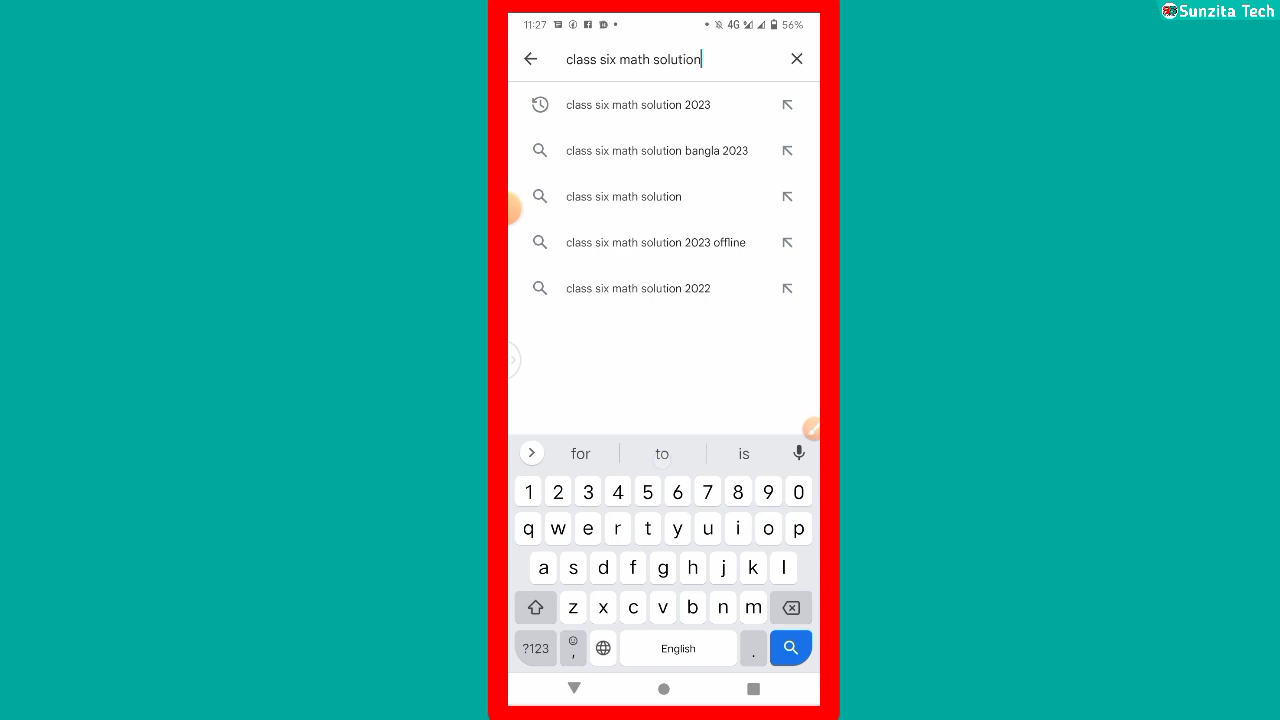 Sunzita Tech
11:27 4G 56%
class six math solution
class six math solution 2023
class six math solution bangla 2023
class six math solution
class six math solution 2023 offline
class six math solution 2022
for to is
1 2 3 4 5 6 7 8 9 0
q w e r t y u i o p
a s d f g h j k l
z x c v b n m
?123 , English .